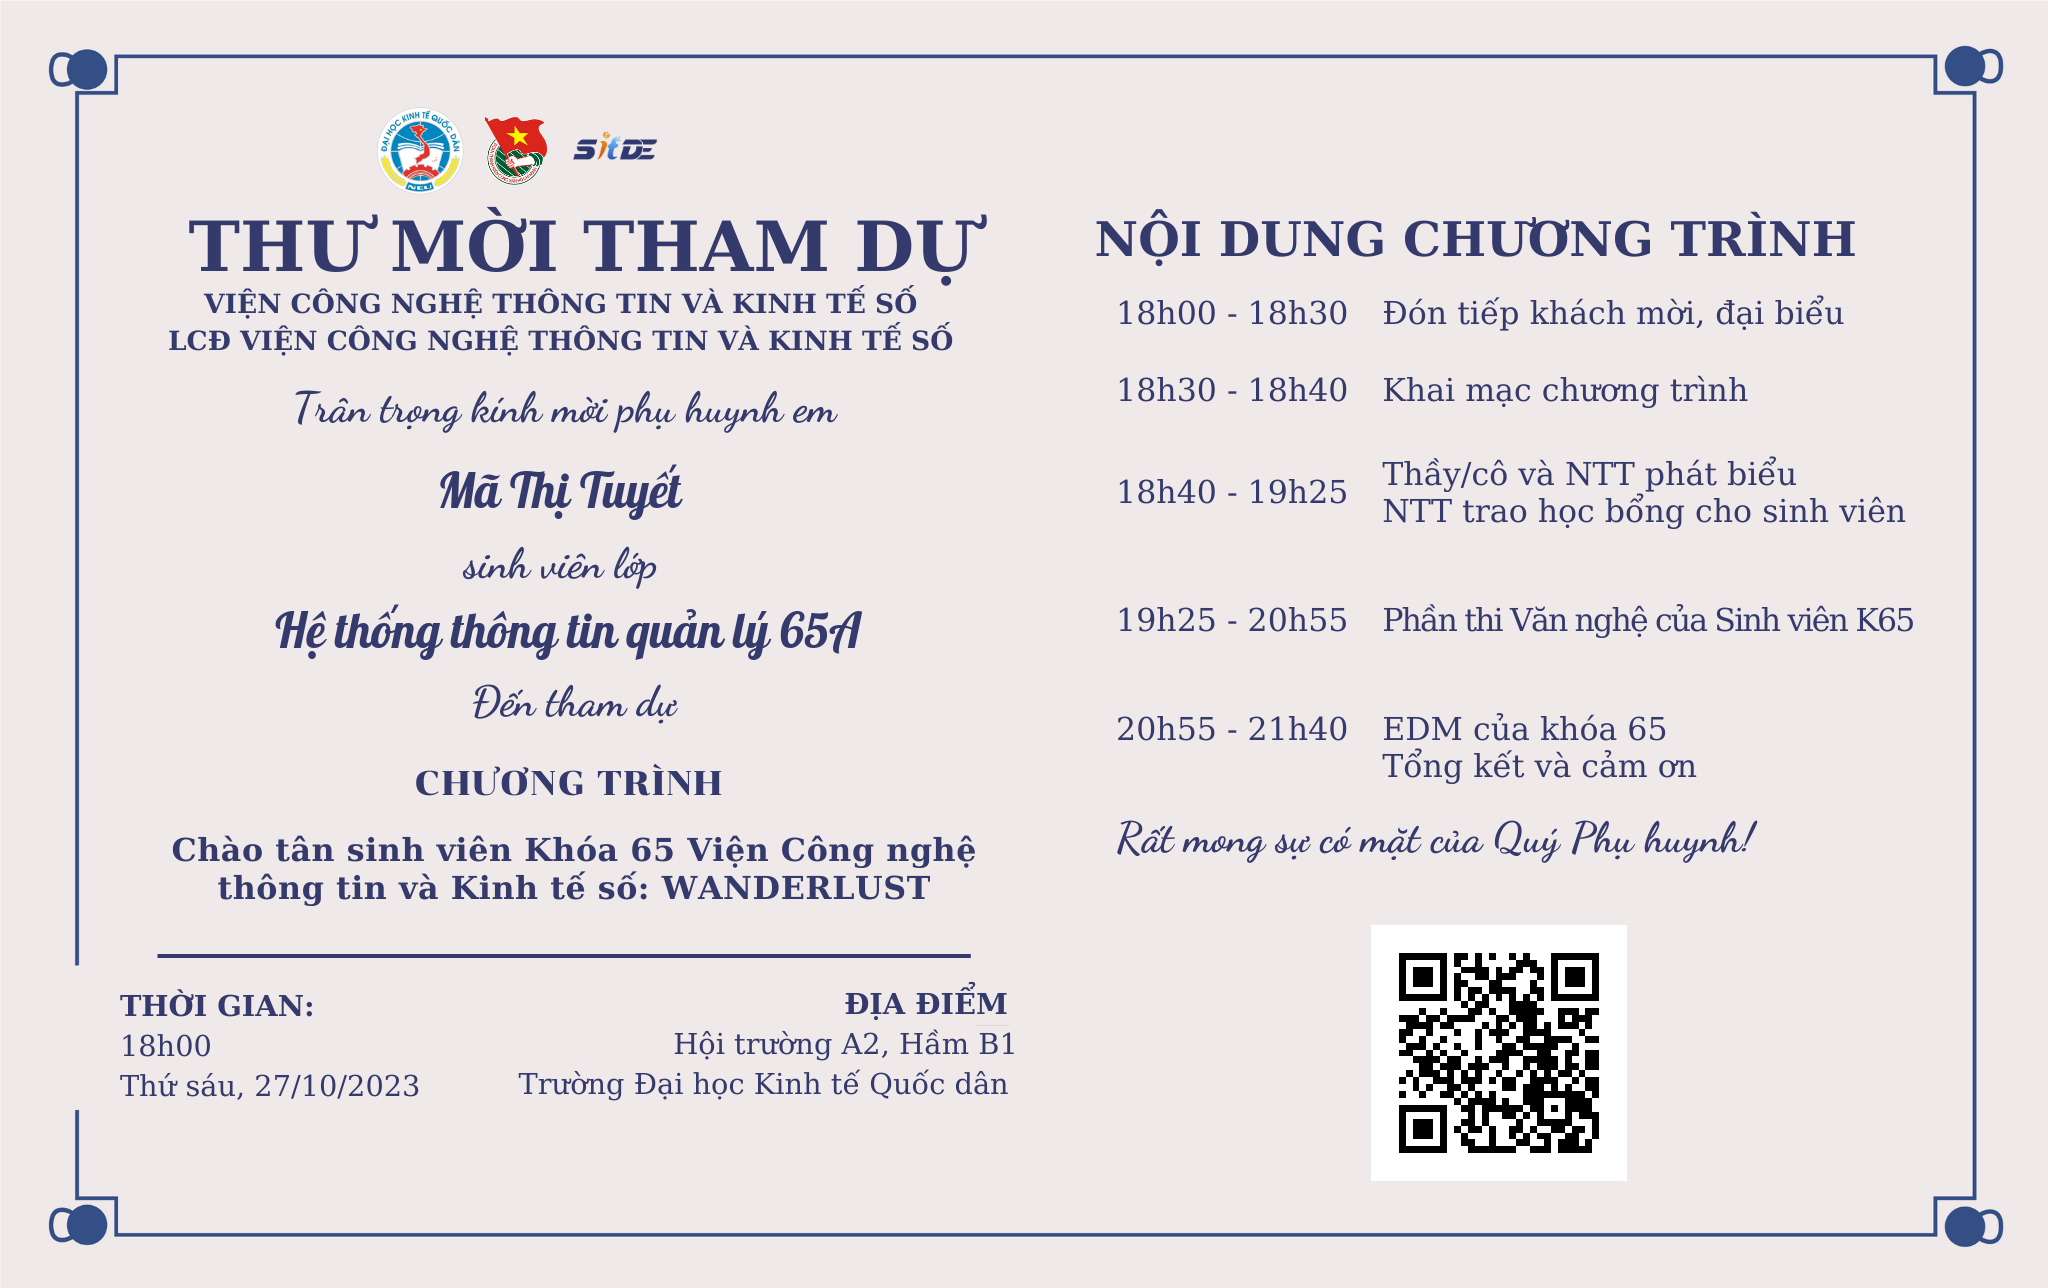 ĐẠI HỌC KINH TẾ QUỐC DÂN
NEU
SitDE
THƯ MỜI THAM DỰ
VIỆN CÔNG NGHỆ THÔNG TIN VÀ KINH TẾ SỐ
LCĐ VIỆN CÔNG NGHỆ THÔNG TIN VÀ KINH TẾ SỐ
Trân trọng kính mời phụ huynh em
Mã Thị Tuyết
sinh viên lớp
Hệ thống thông tin quản lý 65A
Đến tham dự
CHƯƠNG TRÌNH
Chào tân sinh viên Khóa 65 Viện Công nghệ
thông tin và Kinh tế số: WANDERLUST
THỜI GIAN:
18h00
Thứ sáu, 27/10/2023
ĐỊA ĐIỂM
Hội trường A2, Hầm B1
Trường Đại học Kinh tế Quốc dân
NỘI DUNG CHƯƠNG TRÌNH
18h00 - 18h30 Đón tiếp khách mời, đại biểu
18h30 - 18h40 Khai mạc chương trình
18h40 - 19h25 Thầy/cô và NTT phát biểu
NTT trao học bổng cho sinh viên
19h25 - 20h55 Phần thi Văn nghệ của Sinh viên K65
20h55 - 21h40 EDM của khóa 65
Tổng kết và cảm ơn
Rất mong sự có mặt của Quý Phụ huynh!